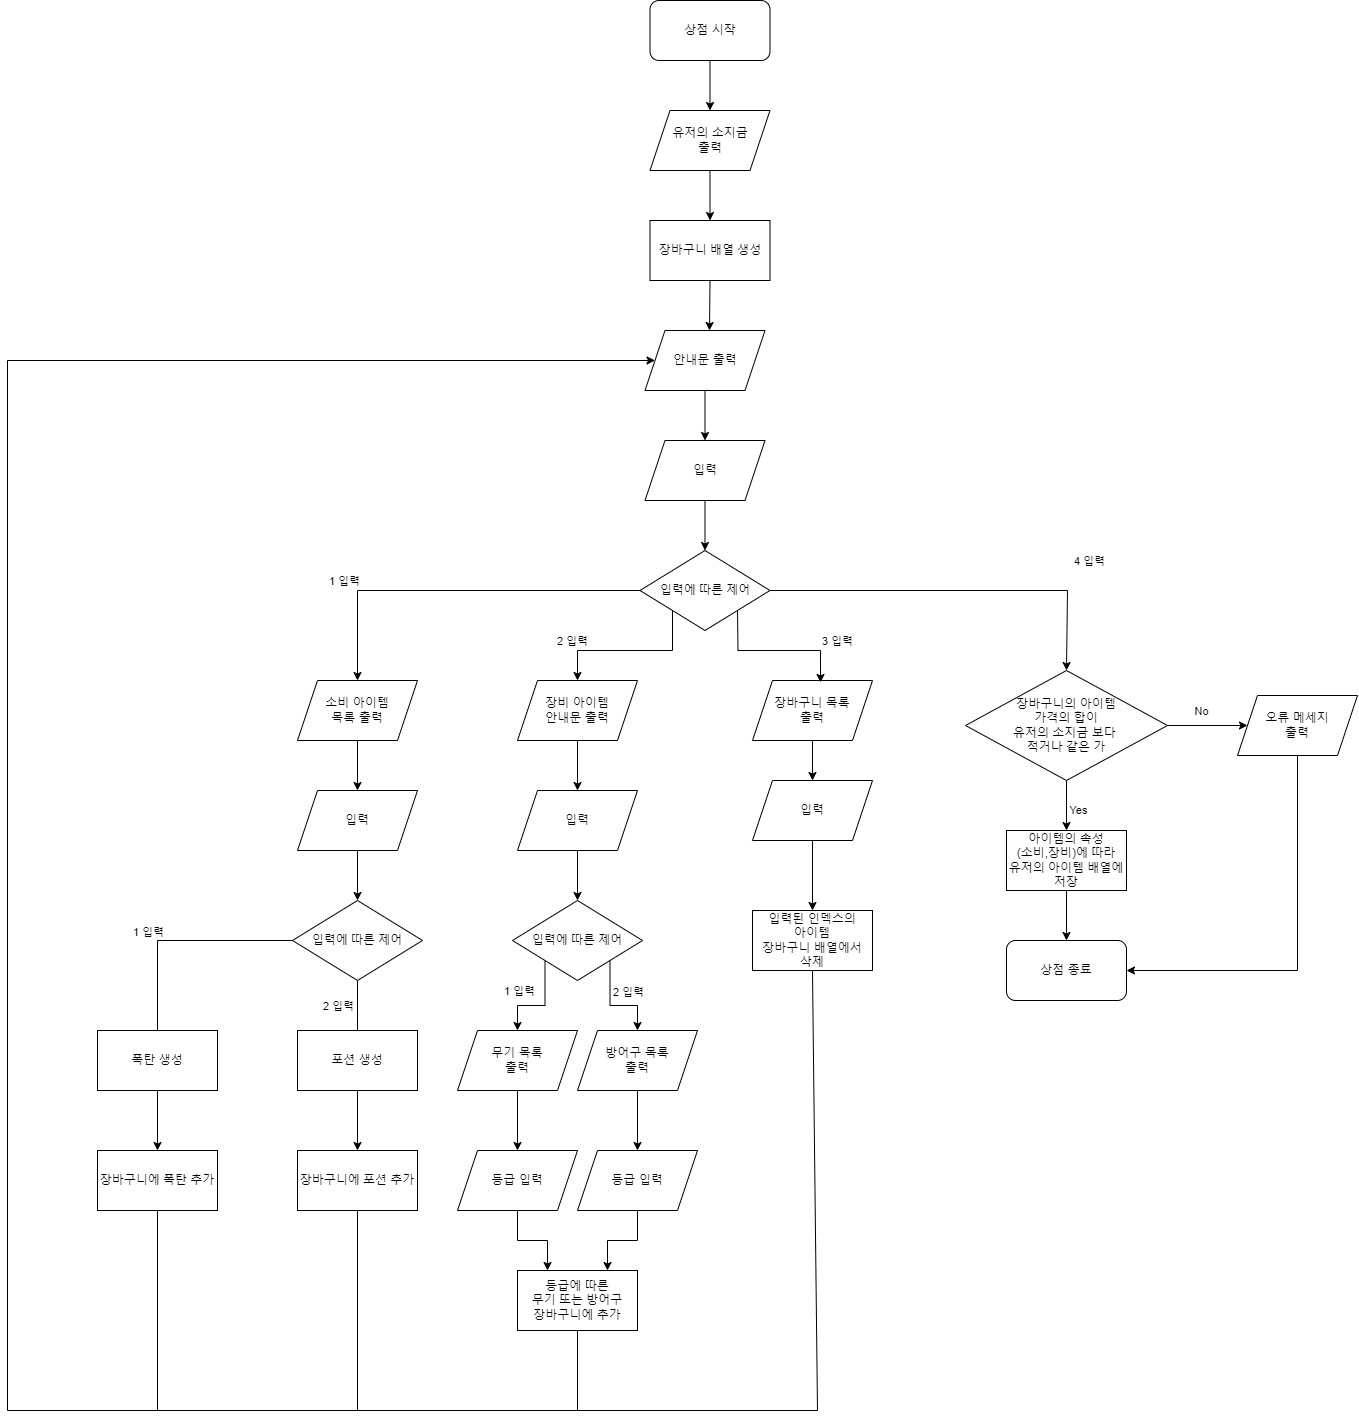 상점 시작
유저의 소지금
출력
장바구니 배열 생성
안내문 출력
입력
입력에 따른 제어
1 입력
2 입력
3 입력
4 입력
소비 아이템
목록 출력
장비 아이템
안내문 출력
장바구니 목록
출력
장바구니의 아이템
가격의 합이
유저의 소지금 보다
적거나 같은 가
No
오류 메세지
출력
Yes
입력
입력
입력
아이템의 속성
(소비,장비)에 따라
유저의 아이템 배열에
저장
상점 종료
입력에 따른 제어
1 입력
2 입력
입력에 따른 제어
1 입력
2 입력
입력된 인덱스의
아이템
장바구니 배열에서
삭제
폭탄 생성
포션 생성
무기 목록
출력
방어구 목록
출력
장바구니에 폭탄 추가
장바구니에 포션 추가
등급 입력
등급 입력
등급에 따른
무기 또는 방어구
장바구니에 추가